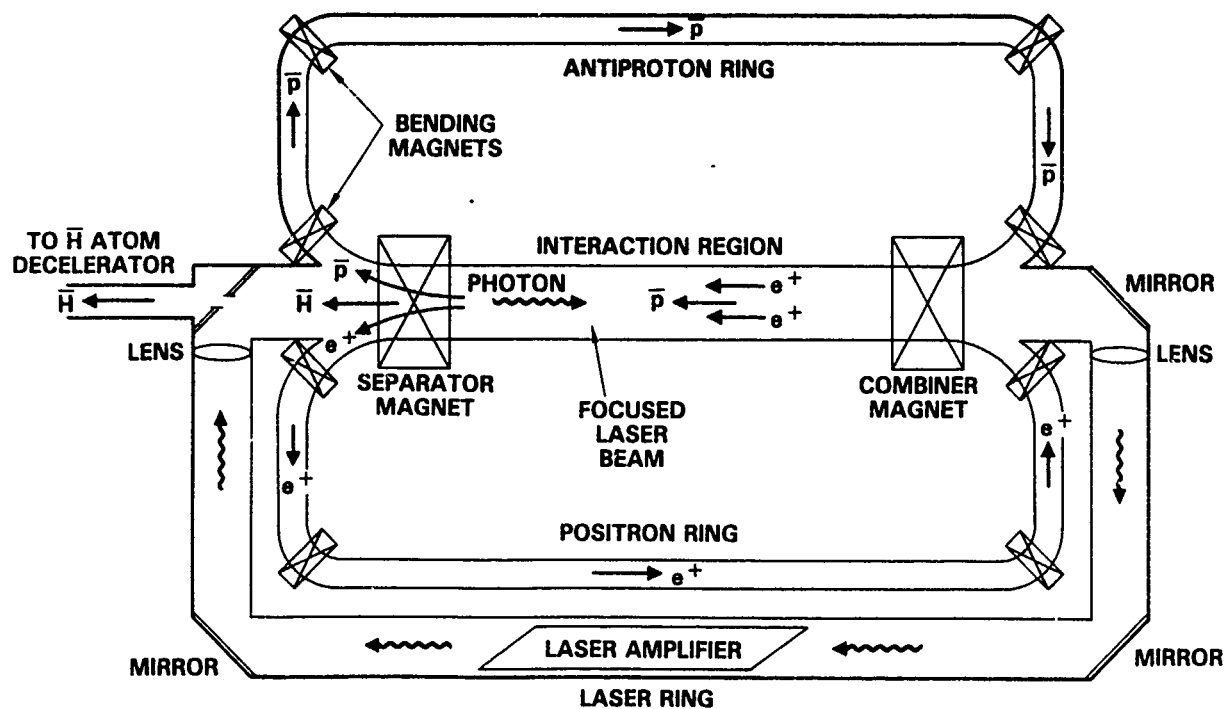 p̅
ANTIPROTON RING
p̅
BENDING
MAGNETS
p̅
TO H̅ ATOM
DECELERATOR
INTERACTION REGION
p̅
PHOTON
e+
MIRROR
H̅
H̅
p̅
e+
e+
LENS
LENS
SEPARATOR
MAGNET
COMBINER
MAGNET
FOCUSED
LASER
BEAM
e+
e+
POSITRON RING
e+
LASER AMPLIFIER
MIRROR
MIRROR
LASER RING